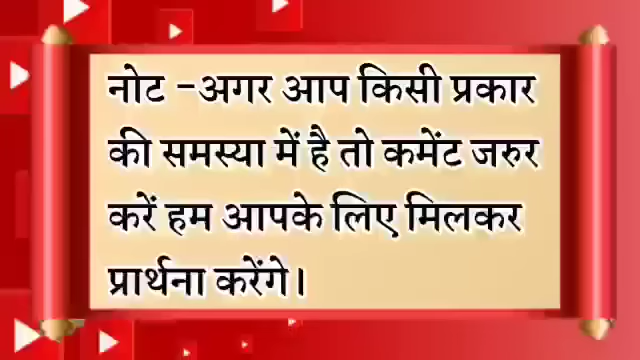 नोट -अगर आप किसी प्रकार
की समस्या में है तो कमेंट जरुर
करें हम आपके लिए मिलकर
प्रार्थना करेंगे।